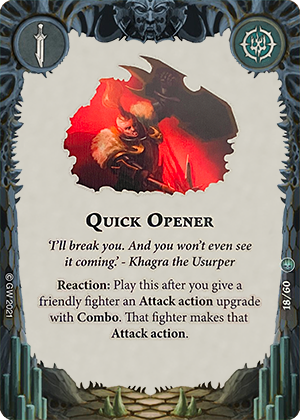 QUICK OPENER
'I'll break you. And you won't even see
it coming.' - Khagra the Usurper
Reaction: Play this after you give a
friendly fighter an Attack action upgrade
with Combo. That fighter makes that
Attack action.
© GW 2021
18/60